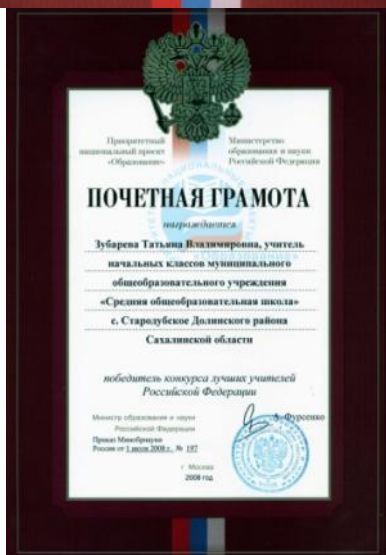 Приоритетный
национальный проект
«Образование»
Министерство
образования и науки
Российской Федерации
ПОЧЕТНАЯ ГРАМОТА
награждается
Зубарева Татьяна Владимировна, учитель
начальных классов муниципального
общеобразовательного учреждения
«Средняя общеобразовательная школа»
с. Стародубское Долинского района
Сахалинской области
победитель конкурса лучших учителей
Российской Федерации
Министр образования и науки
Российской Федерации
А. Фурсенко
Приказ Минобрнауки
России от 1 июля 2008 г. № 197
г. Москва
2008 год